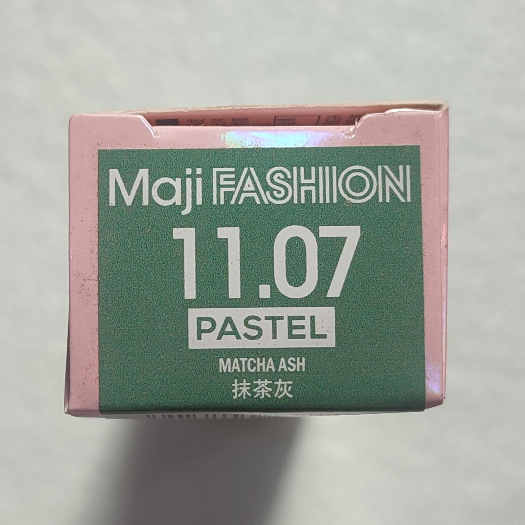 Maji FASHION
11.07
PASTEL
MATCHA ASH
抹茶灰